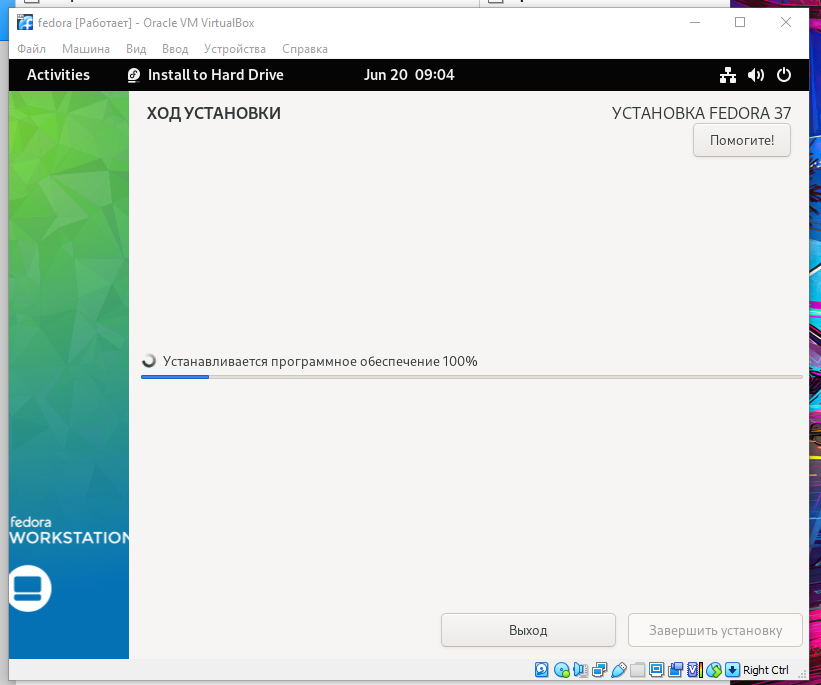 fedora [Работает] - Oracle VM VirtualBox
Файл Машина Вид Ввод Устройства Справка
Activities Install to Hard Drive Jun 20 09:04
ХОД УСТАНОВКИ УСТАНОВКА FEDORA 37
Помогите!
Устанавливается программное обеспечение 100%
fedora
WORKSTATION
Выход Завершить установку
Right Ctrl